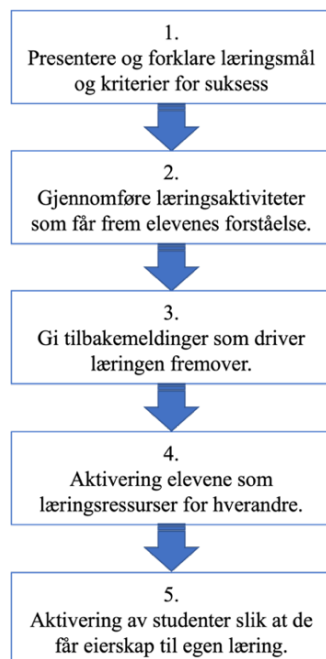 1.
Presentere og forklare læringsmål
og kriterier for suksess
2.
Gjennomføre læringsaktiviteter
som får frem elevenes forståelse.
3.
Gi tilbakemeldinger som driver
læringen fremover.
4.
Aktivering elevene som
læringsressurser for hverandre.
5.
Aktivering av studenter slik at de
får eierskap til egen læring.